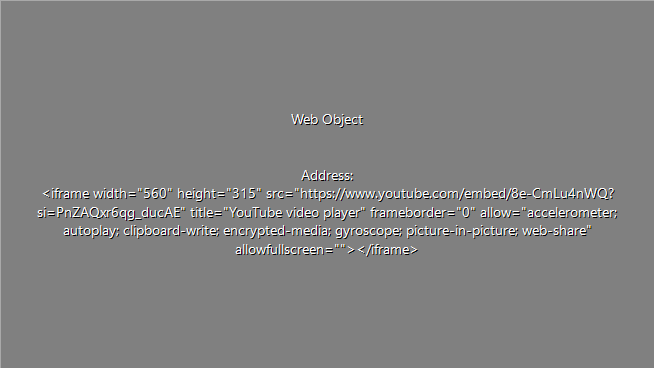 Web Object
Address:
<iframe width="560" height="315" src="https://www.youtube.com/embed/8e-CmLu4nWQ?
si=PnZAQxr6qg_ducAE" title="YouTube video player" frameborder="0" allow="accelerometer;
autoplay; clipboard-write; encrypted-media; gyroscope; picture-in-picture; web-share"
allowfullscreen=""></iframe>